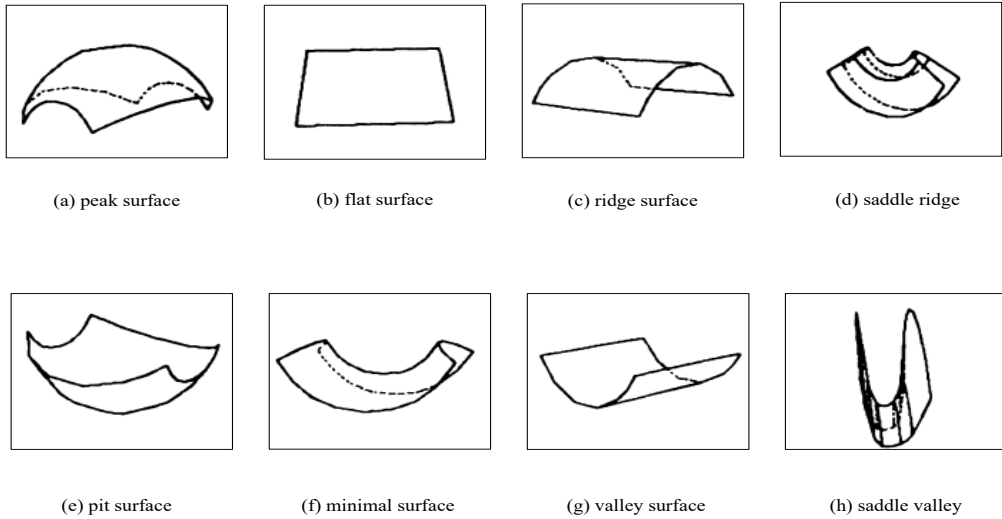 (a) peak surface
(b) flat surface
(c) ridge surface
(d) saddle ridge
(e) pit surface
(f) minimal surface
(g) valley surface
(h) saddle valley